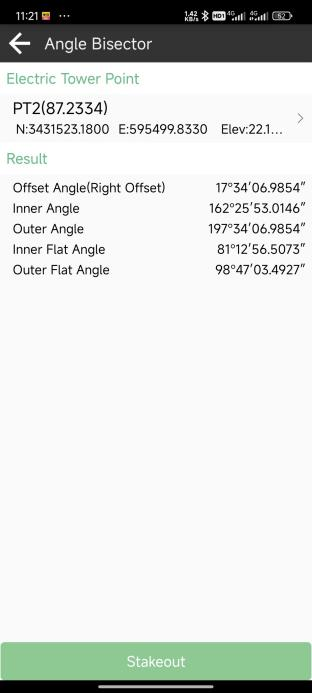 11:21 ··· 1.42 KB/s HD1 4G 4G 62
Angle Bisector
Electric Tower Point
PT2(87.2334)
N:3431523.1800 E:595499.8330 Elev:22.1...
Result
Offset Angle(Right Offset) 17°34′06.9854″
Inner Angle 162°25′53.0146″
Outer Angle 197°34′06.9854″
Inner Flat Angle 81°12′56.5073″
Outer Flat Angle 98°47′03.4927″
Stakeout